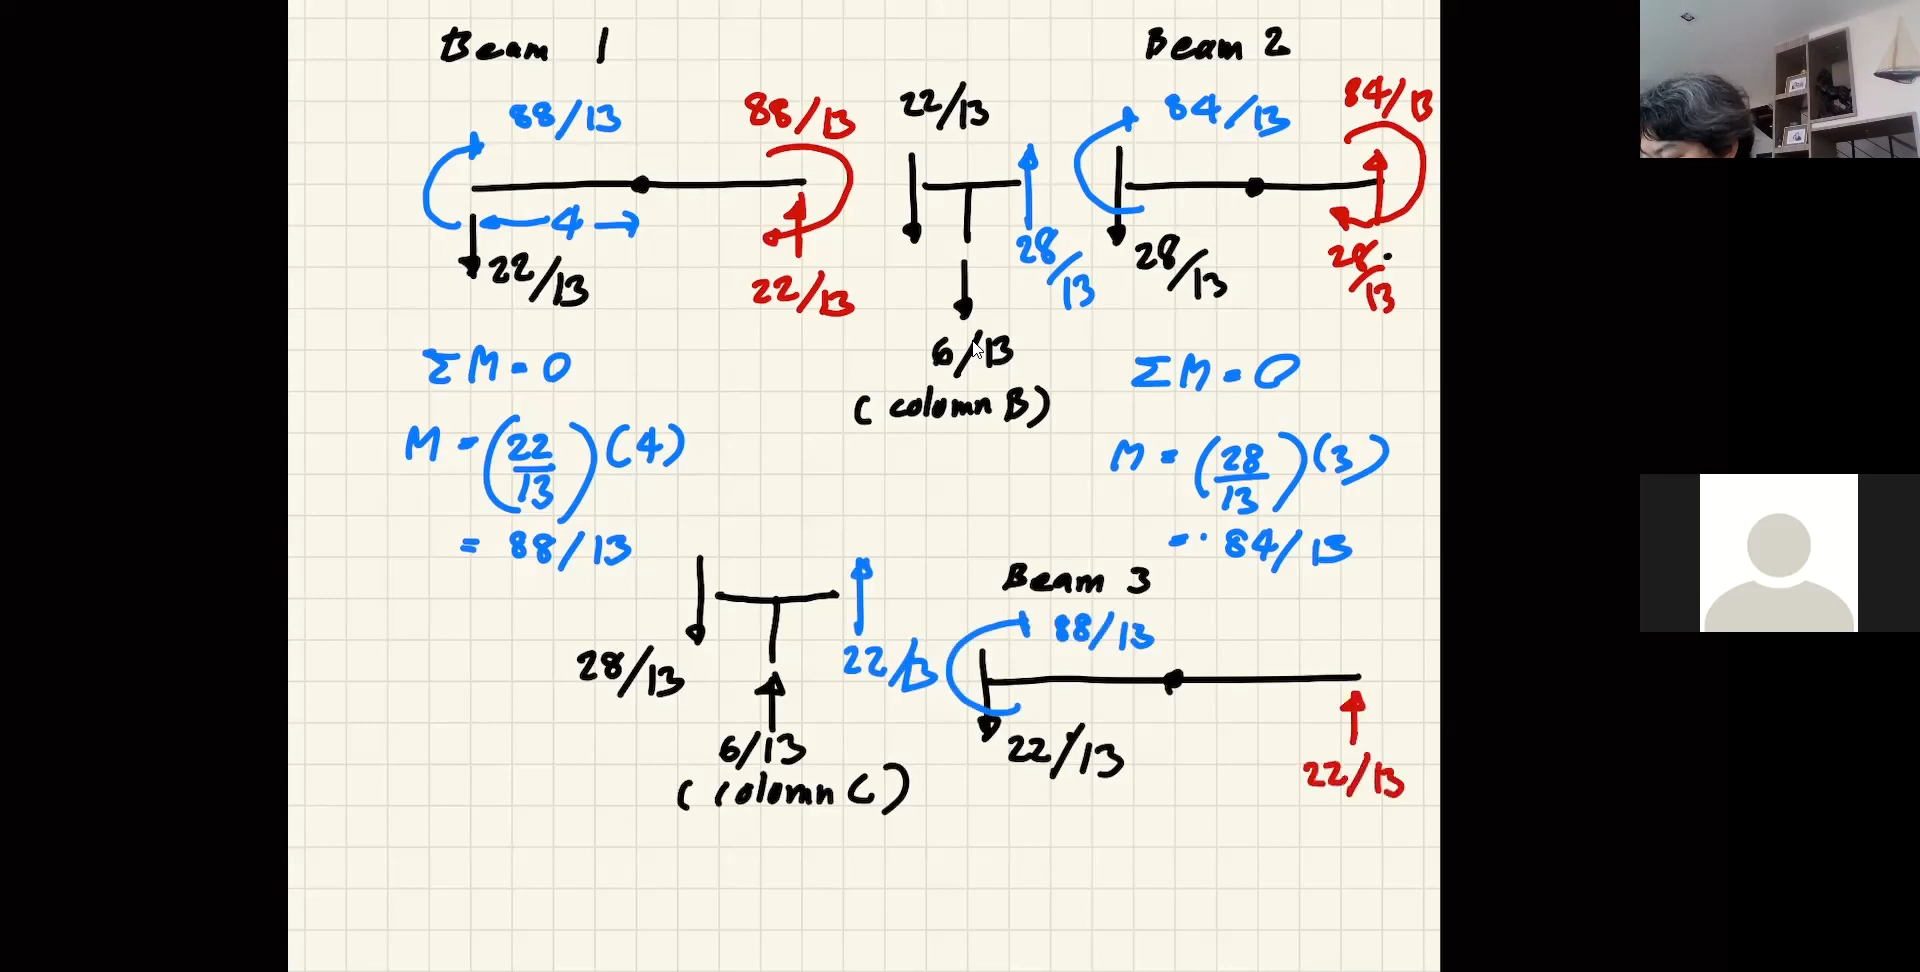 Beam 1
Beam 2
88/13
88/13
22/13
84/13
84/13
4
22/13
22/13
28/13
28/13
28/13
6/13
(column B)
ΣM = 0
M = (22/13)(4)
= 88/13
ΣM = 0
M = (28/13)(3)
= 84/13
28/13
22/13
6/13
(column C)
Beam 3
88/13
22/13
22/13